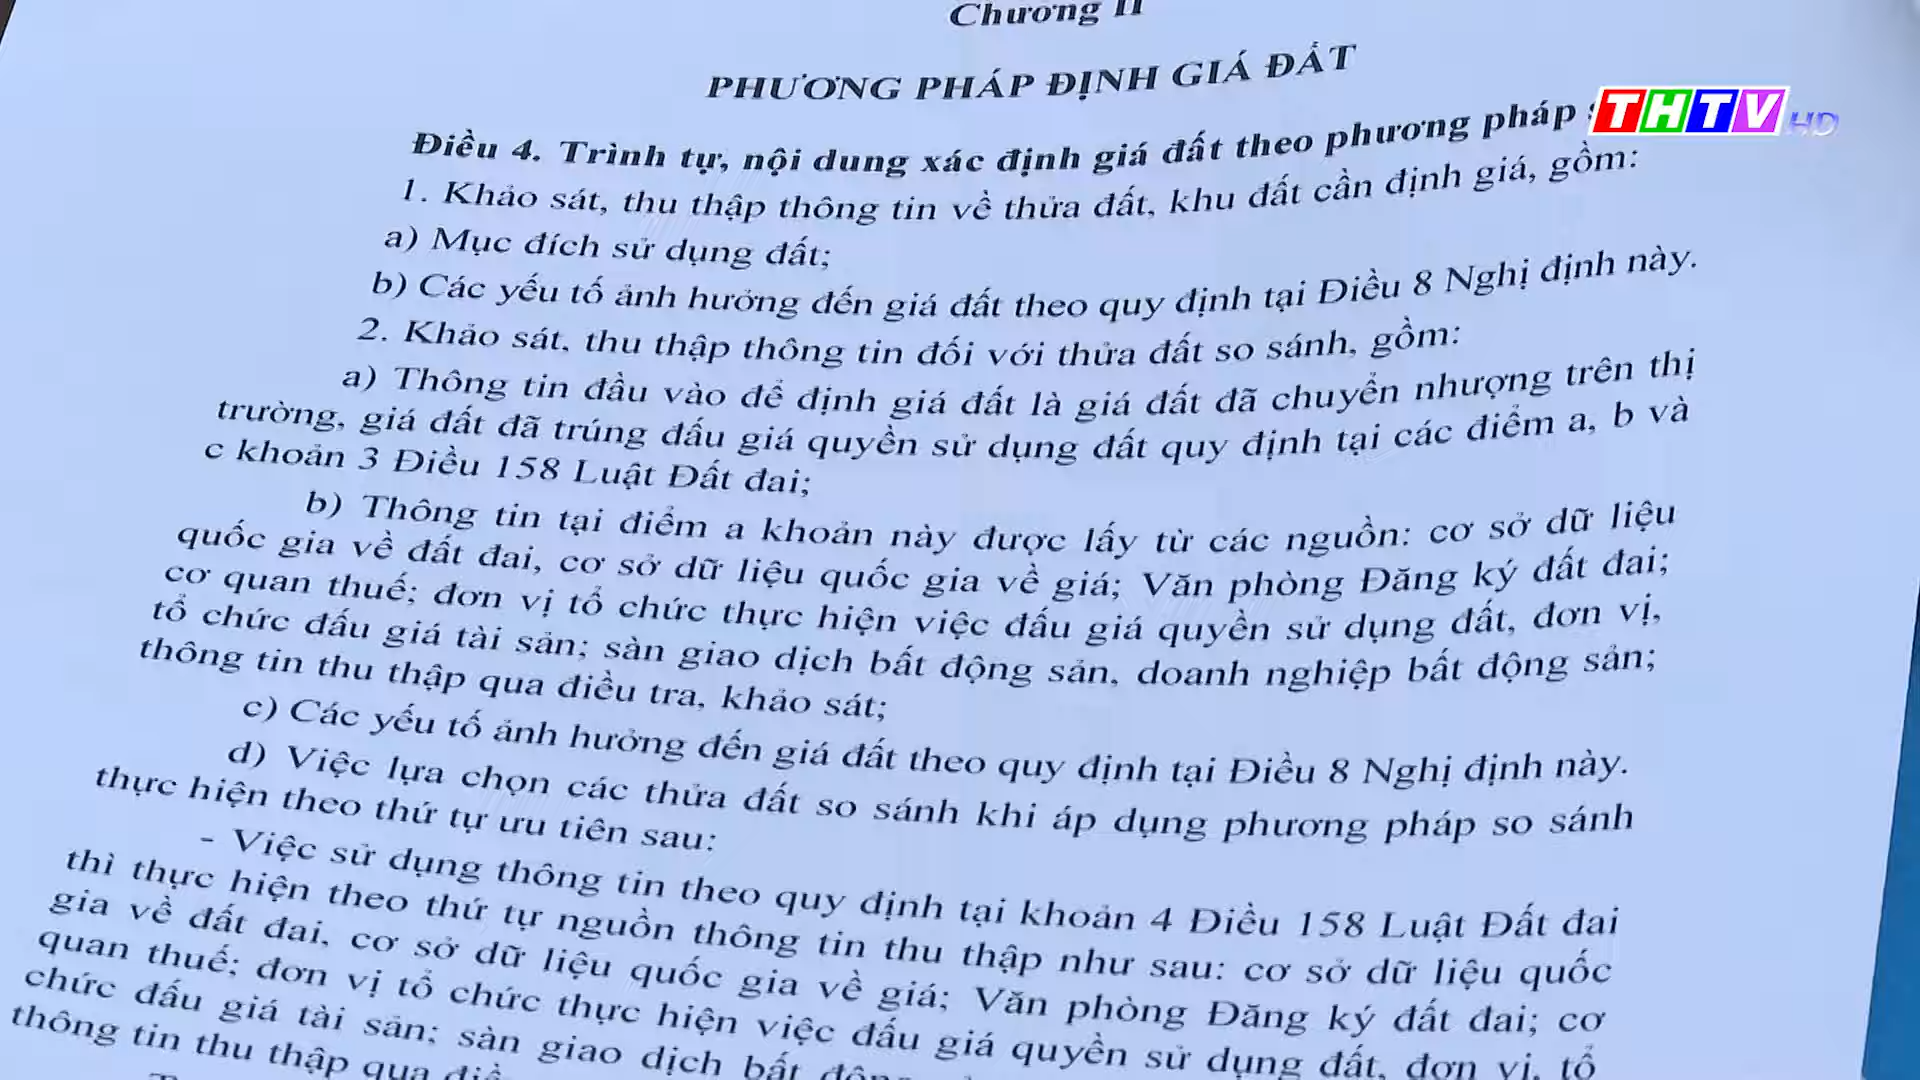 Chương II
PHƯƠNG PHÁP ĐỊNH GIÁ ĐẤT
THTV HD
Điều 4. Trình tự, nội dung xác định giá đất theo phương pháp
1. Khảo sát, thu thập thông tin về thửa đất, khu đất cần định giá, gồm:
a) Mục đích sử dụng đất;
b) Các yếu tố ảnh hưởng đến giá đất theo quy định tại Điều 8 Nghị định này.
2. Khảo sát, thu thập thông tin đối với thửa đất so sánh, gồm:
a) Thông tin đầu vào để định giá đất là giá đất đã chuyển nhượng trên thị
trường, giá đất đã trúng đấu giá quyền sử dụng đất quy định tại các điểm a, b và
c khoản 3 Điều 158 Luật Đất đai;
b) Thông tin tại điểm a khoản này được lấy từ các nguồn: cơ sở dữ liệu
quốc gia về đất đai, cơ sở dữ liệu quốc gia về giá; Văn phòng Đăng ký đất đai;
cơ quan thuế; đơn vị tổ chức thực hiện việc đấu giá quyền sử dụng đất, đơn vị,
tổ chức đấu giá tài sản; sàn giao dịch bất động sản, doanh nghiệp bất động sản;
thông tin thu thập qua điều tra, khảo sát;
c) Các yếu tố ảnh hưởng đến giá đất theo quy định tại Điều 8 Nghị định này.
d) Việc lựa chọn các thửa đất so sánh khi áp dụng phương pháp so sánh
thực hiện theo thứ tự ưu tiên sau:
- Việc sử dụng thông tin theo quy định tại khoản 4 Điều 158 Luật Đất đai
thì thực hiện theo thứ tự nguồn thông tin thu thập như sau: cơ sở dữ liệu quốc
gia về đất đai, cơ sở dữ liệu quốc gia về giá; Văn phòng Đăng ký đất đai; cơ
quan thuế; đơn vị tổ chức thực hiện việc đấu giá quyền sử dụng đất, đơn vị, tổ
chức đấu giá tài sản; sàn giao dịch bất động
thông tin thu thập qua điều